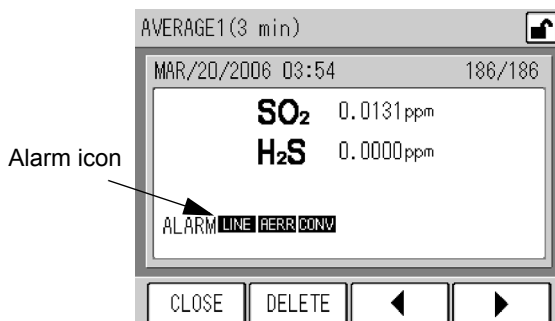 AVERAGE1(3 min)
MAR/20/2006 03:54 186/186
SO₂ 0.0131ppm
H₂S 0.0000ppm
Alarm icon
ALARM LINE AERR CONV
CLOSE DELETE ◀ ▶